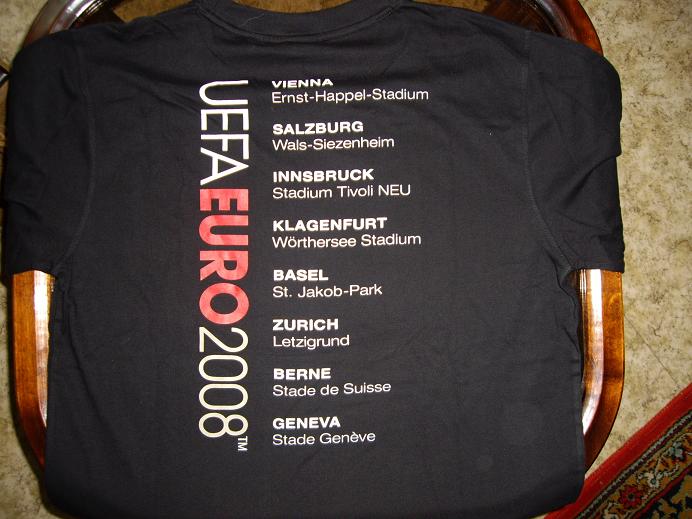 UEFA EURO 2008™
VIENNA
Ernst-Happel-Stadium
SALZBURG
Wals-Siezenheim
INNSBRUCK
Stadium Tivoli NEU
KLAGENFURT
Wörthersee Stadium
BASEL
St. Jakob-Park
ZURICH
Letzigrund
BERNE
Stade de Suisse
GENEVA
Stade Genève